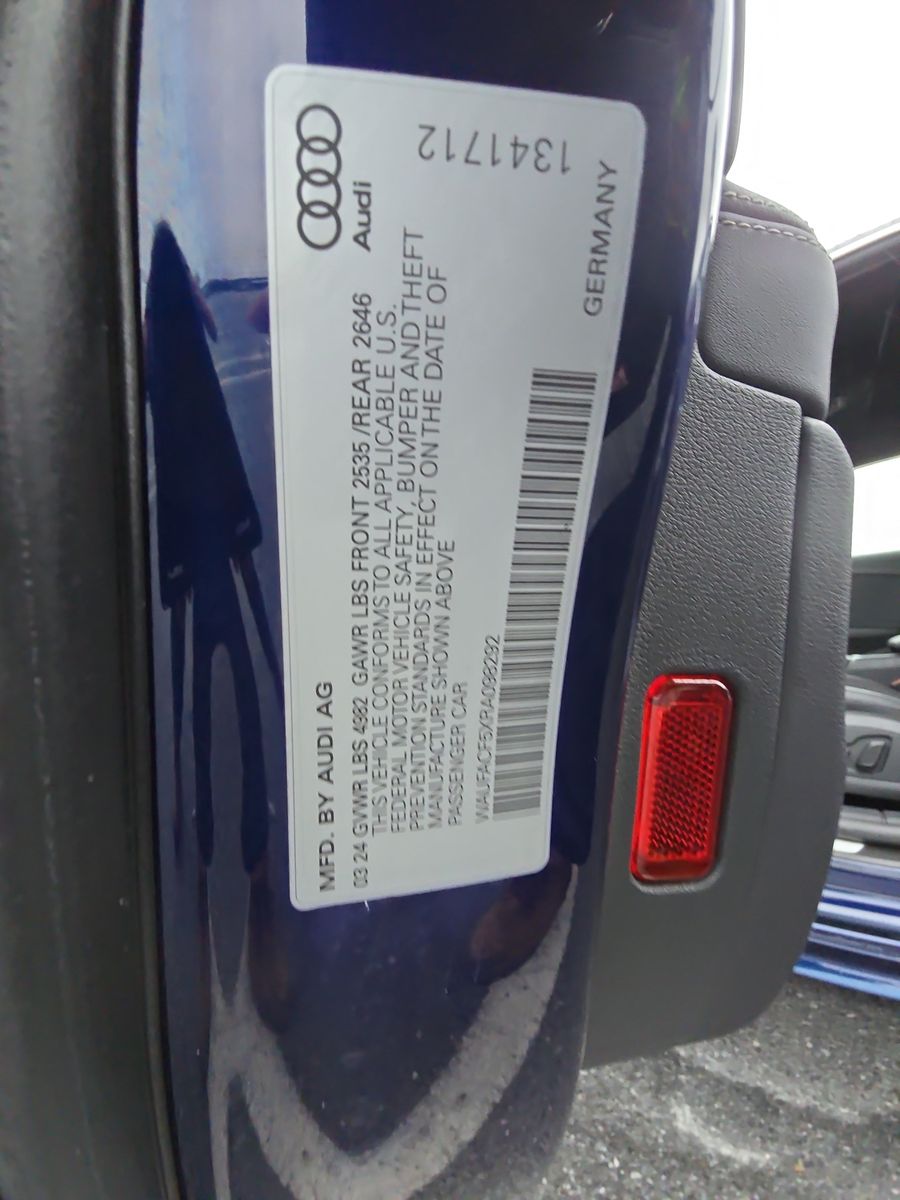 MFD. BY AUDI AG
03 24 GVWR LBS 4982 GAWR LBS FRONT 2535 /REAR 2646
THIS VEHICLE CONFORMS TO ALL APPLICABLE U.S.
FEDERAL MOTOR VEHICLE SAFETY, BUMPER AND THEFT
PREVENTION STANDARDS IN EFFECT ON THE DATE OF
MANUFACTURE SHOWN ABOVE
PASSENGER CAR
WAUFACF5XRA098292
Audi
1341712
GERMANY